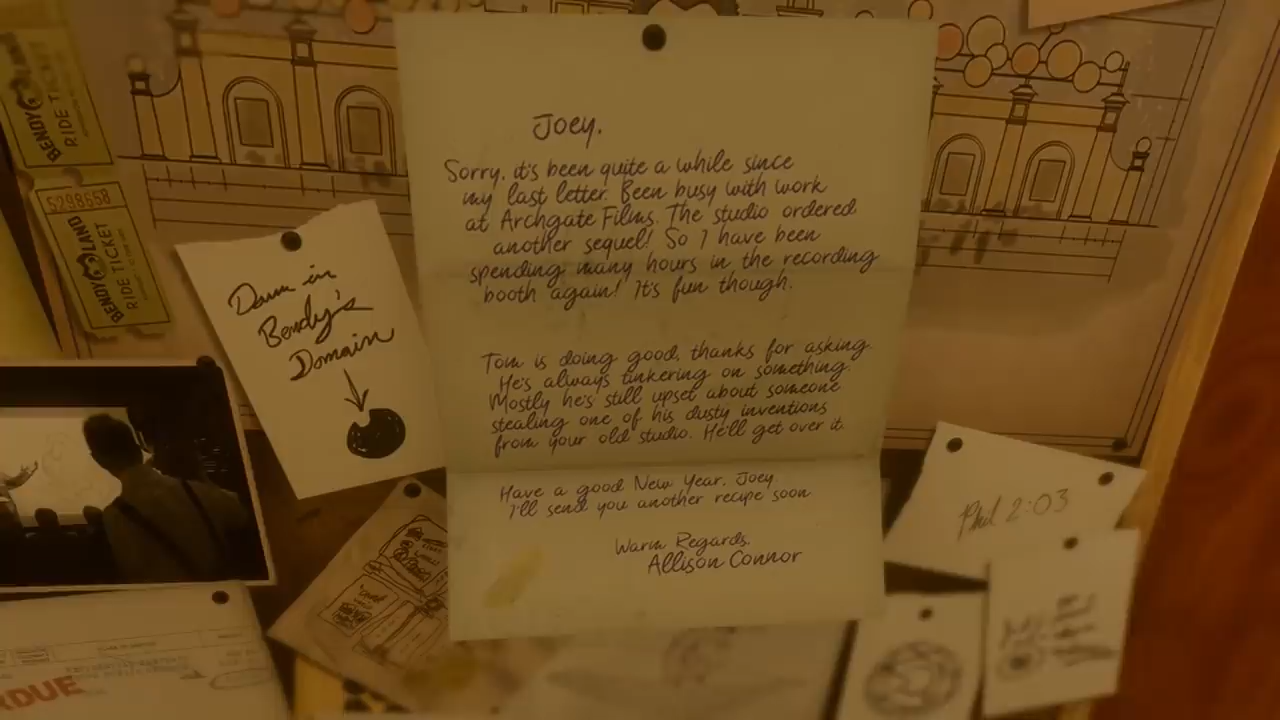 BENDY LAND
RIDE TICKET
5298558
BENDY LAND
RIDE TICKET
Down in
Bendy's
Domain
Joey,
Sorry, it's been quite a while since
my last letter. Been busy with work
at Archgate Films. The studio ordered
another sequel! So I have been
spending many hours in the recording
booth again! It's fun though.
Tom is doing good, thanks for asking.
He's always tinkering on something.
Mostly he's still upset about someone
stealing one of his dusty inventions
from your old studio. He'll get over it.
Have a good New Year, Joey.
I'll send you another recipe soon.
Warm Regards,
Allison Connor
Phil 2:03